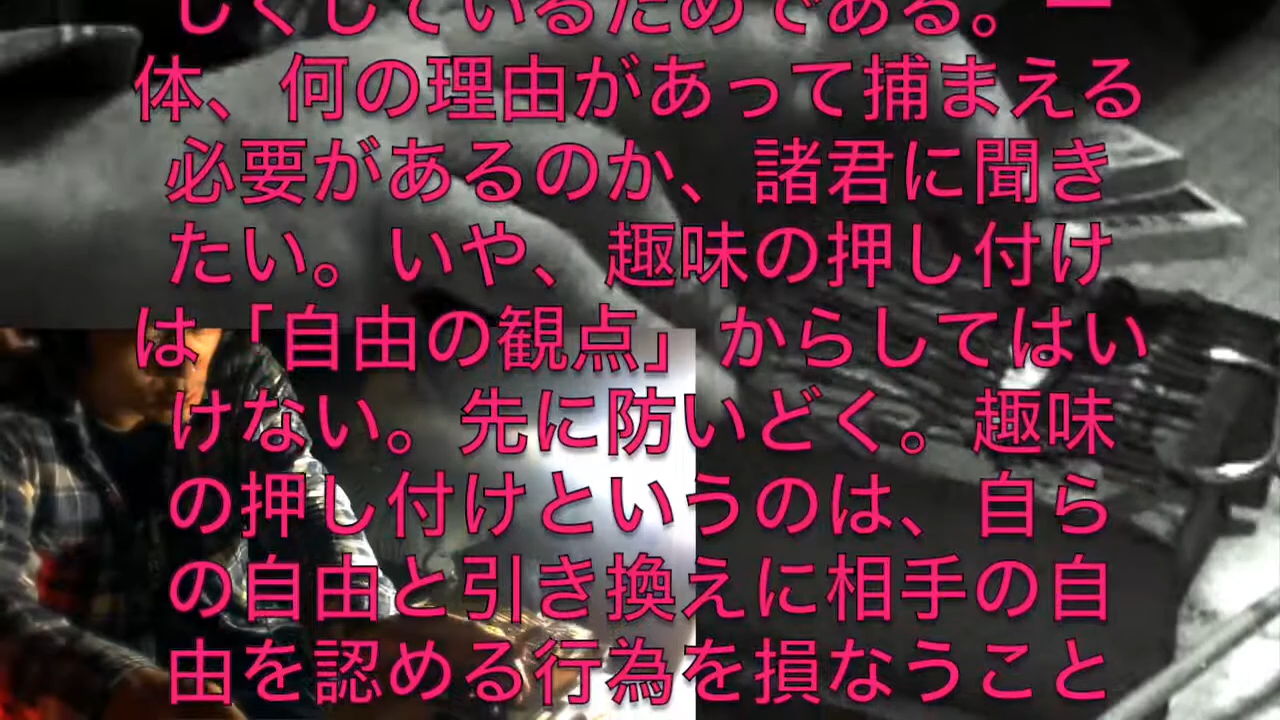 しくしているためである。一
体、何の理由があって捕まえる
必要があるのか、諸君に聞き
たい。いや、趣味の押し付け
は「自由の観点」からしてはい
けない。先に防いどく。趣味
の押し付けというのは、自ら
の自由と引き換えに相手の自
由を認める行為を損なうこと